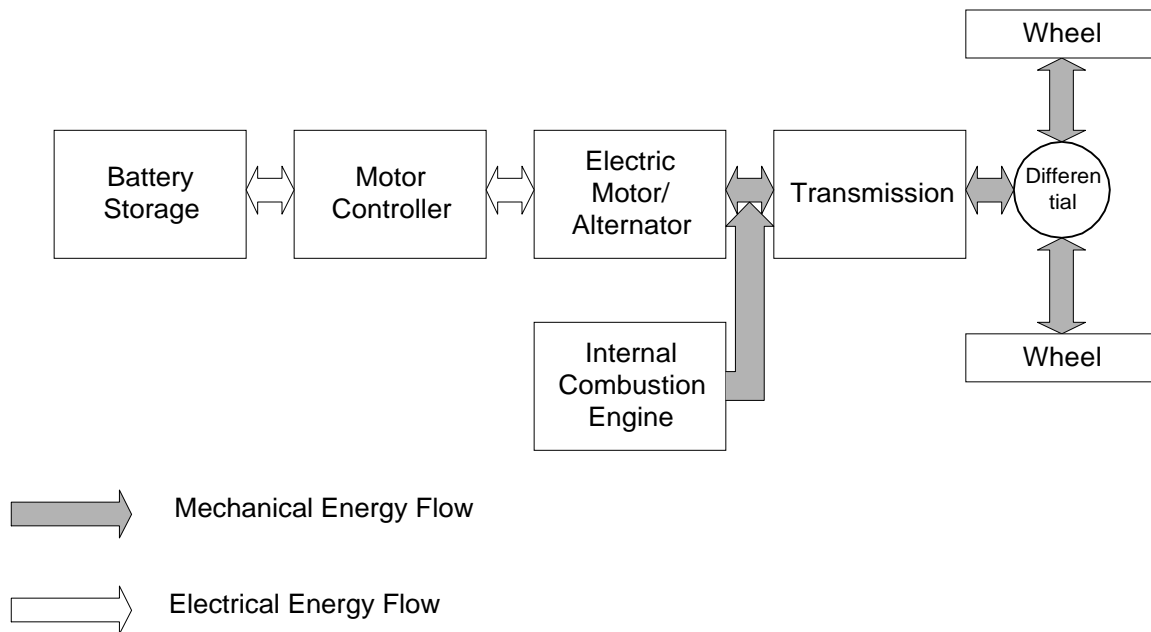 Wheel
Battery
Storage
Motor
Controller
Electric
Motor/
Alternator
Transmission
Differen
tial
Internal
Combustion
Engine
Wheel
Mechanical Energy Flow
Electrical Energy Flow